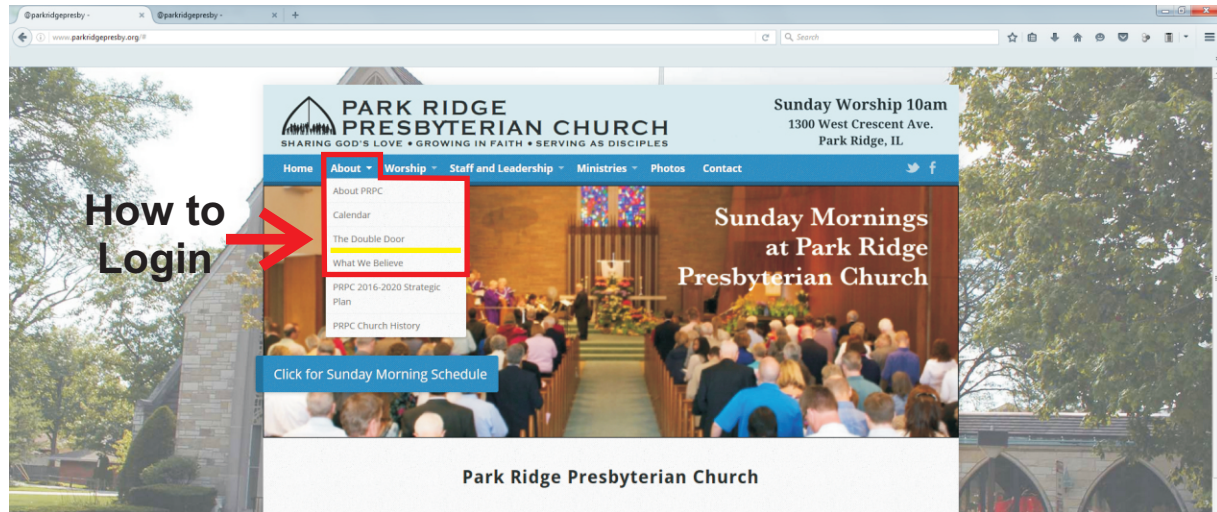 @parkridgepresby -
@parkridgepresby -
www.parkridgepresby.org/#
Search
PARK RIDGE
PRESBYTERIAN CHURCH
SHARING GOD'S LOVE • GROWING IN FAITH • SERVING AS DISCIPLES
Sunday Worship 10am
1300 West Crescent Ave.
Park Ridge, IL
Home About Worship Staff and Leadership Ministries Photos Contact
How to
Login
About PRPC
Calendar
The Double Door
What We Believe
PRPC 2016-2020 Strategic
Plan
PRPC Church History
Sunday Mornings
at Park Ridge
Presbyterian Church
Click for Sunday Morning Schedule
Park Ridge Presbyterian Church